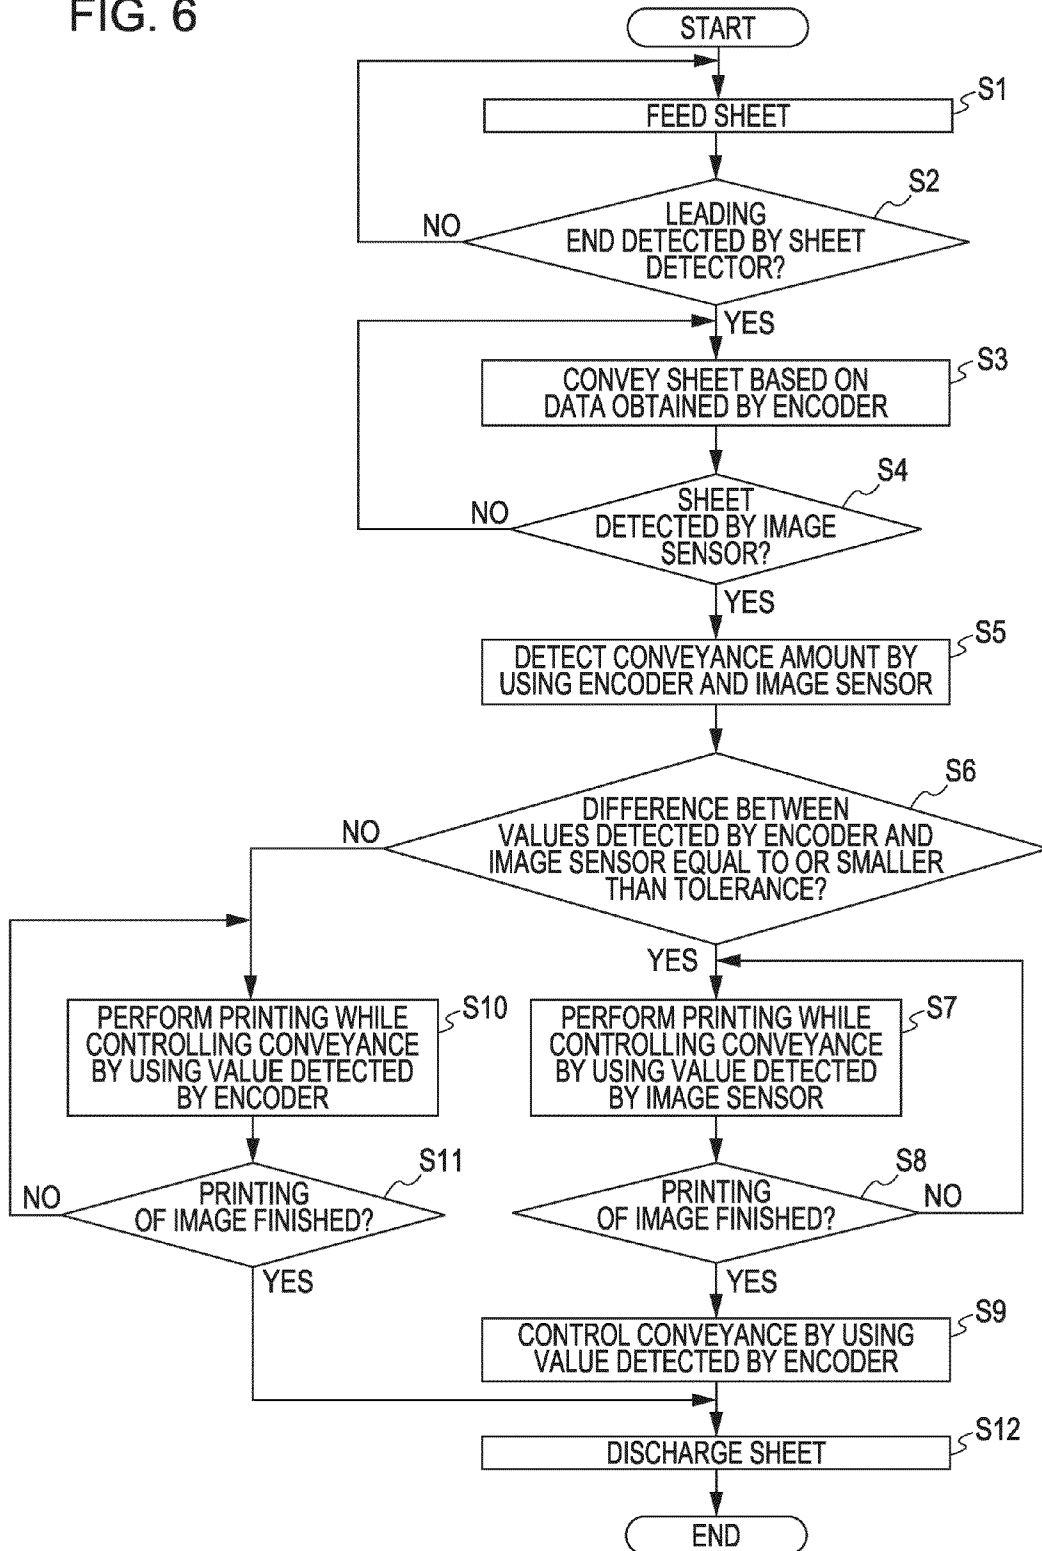 FIG. 6
START
FEED SHEET
S1
LEADING
END DETECTED BY SHEET
DETECTOR?
S2
NO
YES
CONVEY SHEET BASED ON
DATA OBTAINED BY ENCODER
S3
SHEET
DETECTED BY IMAGE
SENSOR?
S4
NO
YES
DETECT CONVEYANCE AMOUNT BY
USING ENCODER AND IMAGE SENSOR
S5
DIFFERENCE BETWEEN
VALUES DETECTED BY ENCODER AND
IMAGE SENSOR EQUAL TO OR SMALLER
THAN TOLERANCE?
S6
NO
YES
PERFORM PRINTING WHILE
CONTROLLING CONVEYANCE
BY USING VALUE DETECTED
BY ENCODER
S10
PERFORM PRINTING WHILE
CONTROLLING CONVEYANCE
BY USING VALUE DETECTED
BY IMAGE SENSOR
S7
PRINTING
OF IMAGE FINISHED?
S11
NO
YES
PRINTING
OF IMAGE FINISHED?
S8
NO
YES
CONTROL CONVEYANCE BY USING
VALUE DETECTED BY ENCODER
S9
DISCHARGE SHEET
S12
END